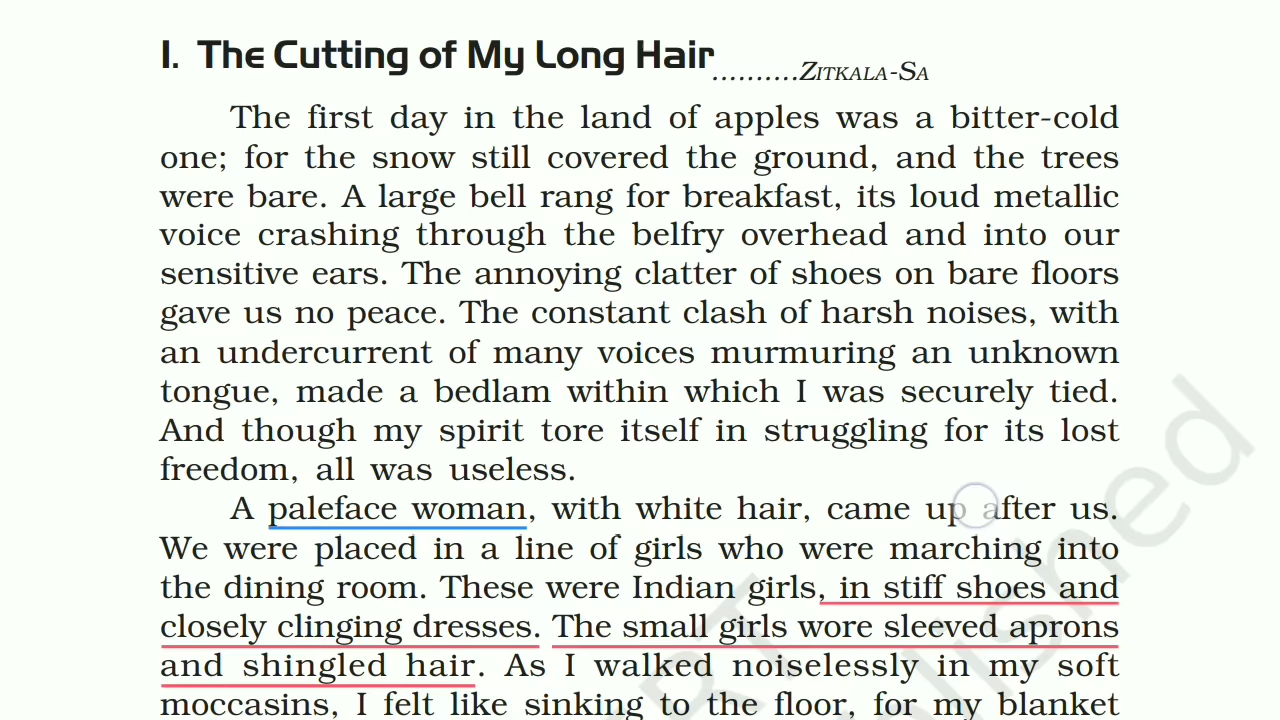 I. The Cutting of My Long Hair..........ZITKALA-SA
The first day in the land of apples was a bitter-cold
one; for the snow still covered the ground, and the trees
were bare. A large bell rang for breakfast, its loud metallic
voice crashing through the belfry overhead and into our
sensitive ears. The annoying clatter of shoes on bare floors
gave us no peace. The constant clash of harsh noises, with
an undercurrent of many voices murmuring an unknown
tongue, made a bedlam within which I was securely tied.
And though my spirit tore itself in struggling for its lost
freedom, all was useless.
A paleface woman, with white hair, came up after us.
We were placed in a line of girls who were marching into
the dining room. These were Indian girls, in stiff shoes and
closely clinging dresses. The small girls wore sleeved aprons
and shingled hair. As I walked noiselessly in my soft
moccasins, I felt like sinking to the floor, for my blanket